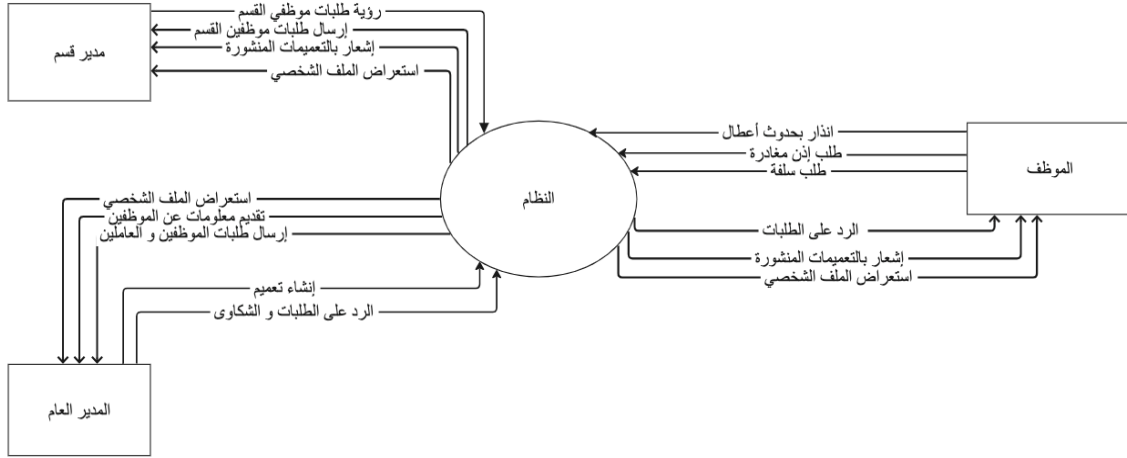 رؤية طلبات موظفي القسم
إرسال طلبات موظفين القسم
إشعار بالتعميمات المنشورة
استعراض الملف الشخصي
مدير قسم
انذار بحدوث أعطال
طلب إذن مغادرة
طلب سلفة
الموظف
النظام
استعراض الملف الشخصي
تقديم معلومات عن الموظفين
إرسال طلبات الموظفين و العاملين
الرد على الطلبات
إشعار بالتعميمات المنشورة
استعراض الملف الشخصي
إنشاء تعميم
الرد على الطلبات و الشكاوى
المدير العام